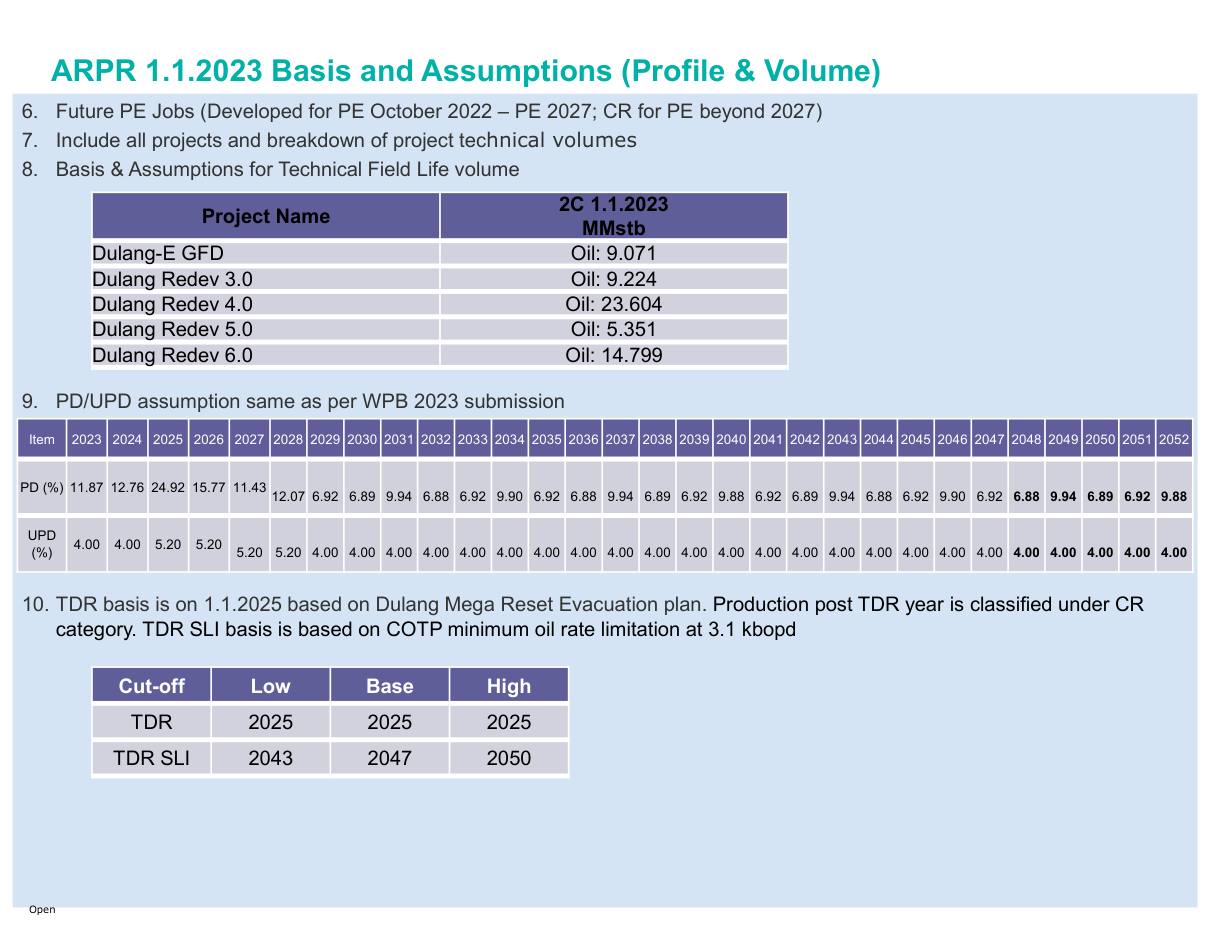 ARPR 1.1.2023 Basis and Assumptions (Profile & Volume)
6. Future PE Jobs (Developed for PE October 2022 – PE 2027; CR for PE beyond 2027)
7. Include all projects and breakdown of project technical volumes
8. Basis & Assumptions for Technical Field Life volume
Project Name 2C 1.1.2023
MMstb
Dulang-E GFD Oil: 9.071
Dulang Redev 3.0 Oil: 9.224
Dulang Redev 4.0 Oil: 23.604
Dulang Redev 5.0 Oil: 5.351
Dulang Redev 6.0 Oil: 14.799
9. PD/UPD assumption same as per WPB 2023 submission
Item 2023 2024 2025 2026 2027 2028 2029 2030 2031 2032 2033 2034 2035 2036 2037 2038 2039 2040 2041 2042 2043 2044 2045 2046 2047 2048 2049 2050 2051 2052
PD (%) 11.87 12.76 24.92 15.77 11.43 12.07 6.92 6.89 9.94 6.88 6.92 9.90 6.92 6.88 9.94 6.89 6.92 9.88 6.92 6.89 9.94 6.88 6.92 9.90 6.92 6.88 9.94 6.89 6.92 9.88
UPD
(%) 4.00 4.00 5.20 5.20 5.20 5.20 4.00 4.00 4.00 4.00 4.00 4.00 4.00 4.00 4.00 4.00 4.00 4.00 4.00 4.00 4.00 4.00 4.00 4.00 4.00 4.00 4.00 4.00 4.00 4.00
10. TDR basis is on 1.1.2025 based on Dulang Mega Reset Evacuation plan. Production post TDR year is classified under CR
category. TDR SLI basis is based on COTP minimum oil rate limitation at 3.1 kbopd
Cut-off Low Base High
TDR 2025 2025 2025
TDR SLI 2043 2047 2050
Open